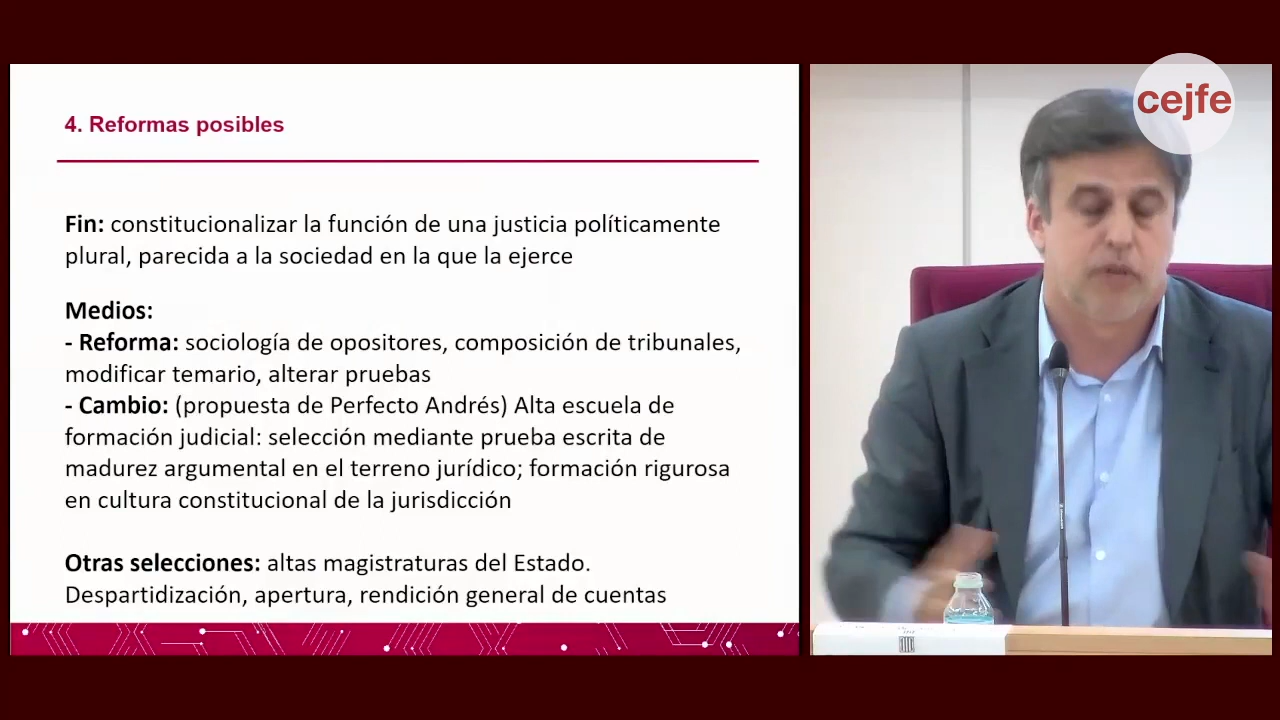 cejfe
4. Reformas posibles
Fin: constitucionalizar la función de una justicia políticamente
plural, parecida a la sociedad en la que la ejerce
Medios:
- Reforma: sociología de opositores, composición de tribunales,
modificar temario, alterar pruebas
- Cambio: (propuesta de Perfecto Andrés) Alta escuela de
formación judicial: selección mediante prueba escrita de
madurez argumental en el terreno jurídico; formación rigurosa
en cultura constitucional de la jurisdicción
Otras selecciones: altas magistraturas del Estado.
Despartidización, apertura, rendición general de cuentas